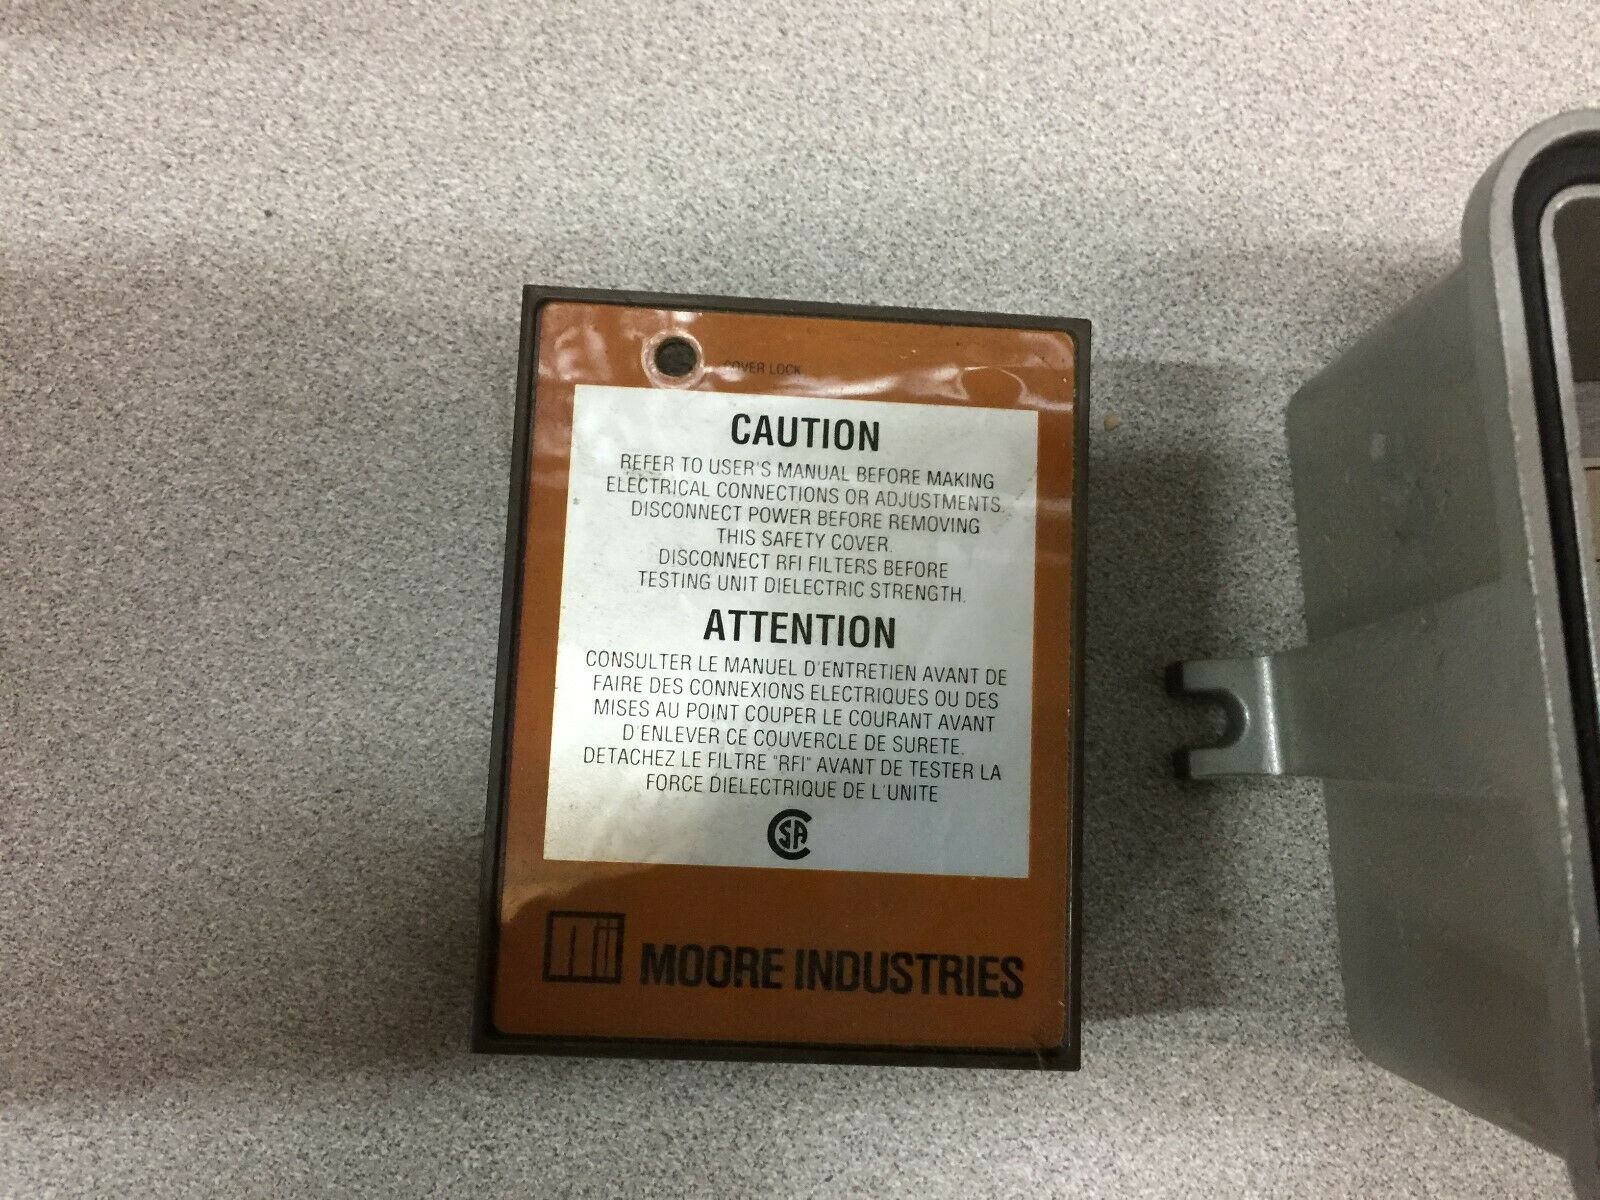 COVER LOCK
CAUTION
REFER TO USER'S MANUAL BEFORE MAKING
ELECTRICAL CONNECTIONS OR ADJUSTMENTS.
DISCONNECT POWER BEFORE REMOVING
THIS SAFETY COVER.
DISCONNECT RFI FILTERS BEFORE
TESTING UNIT DIELECTRIC STRENGTH.
ATTENTION
CONSULTER LE MANUEL D'ENTRETIEN AVANT DE
FAIRE DES CONNEXIONS ELECTRIQUES OU DES
MISES AU POINT COUPER LE COURANT AVANT
D'ENLEVER CE COUVERCLE DE SURETE.
DETACHEZ LE FILTRE "RFI" AVANT DE TESTER LA
FORCE DIELECTRIQUE DE L'UNITE
CSA
MOORE INDUSTRIES